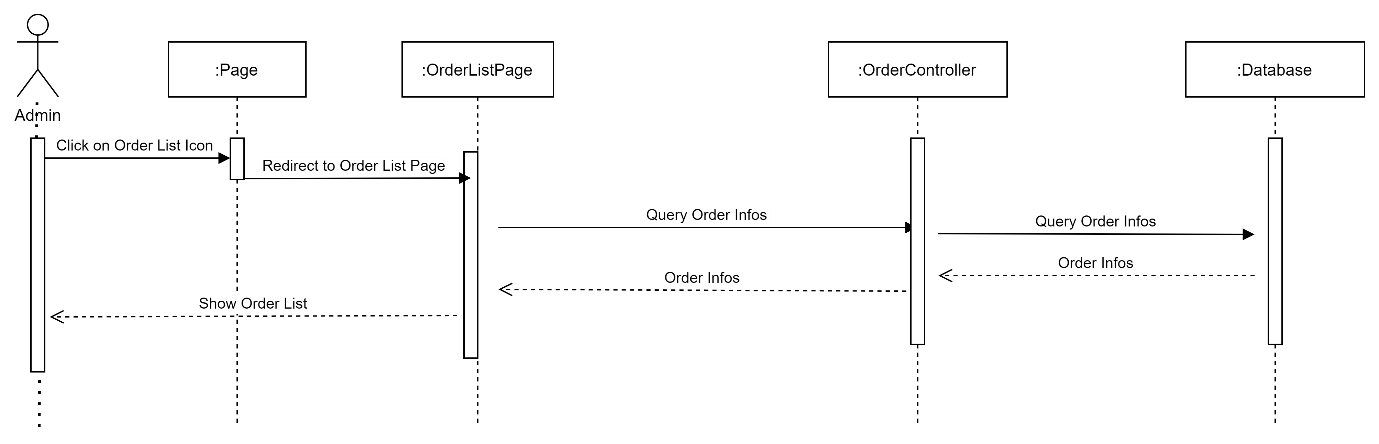 Admin
:Page
:OrderListPage
:OrderController
:Database
Click on Order List Icon
Redirect to Order List Page
Query Order Infos
Query Order Infos
Order Infos
Order Infos
Show Order List